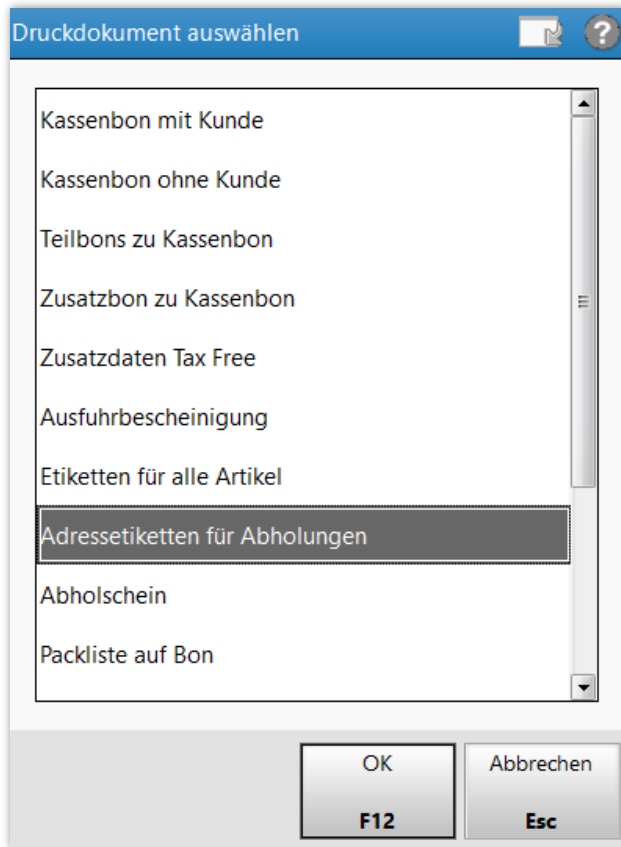 Druckdokument auswählen
?
Kassenbon mit Kunde
Kassenbon ohne Kunde
Teilbons zu Kassenbon
Zusatzbon zu Kassenbon
Zusatzdaten Tax Free
Ausfuhrbescheinigung
Etiketten für alle Artikel
Adressetiketten für Abholungen
Abholschein
Packliste auf Bon
OK
F12
Abbrechen
Esc